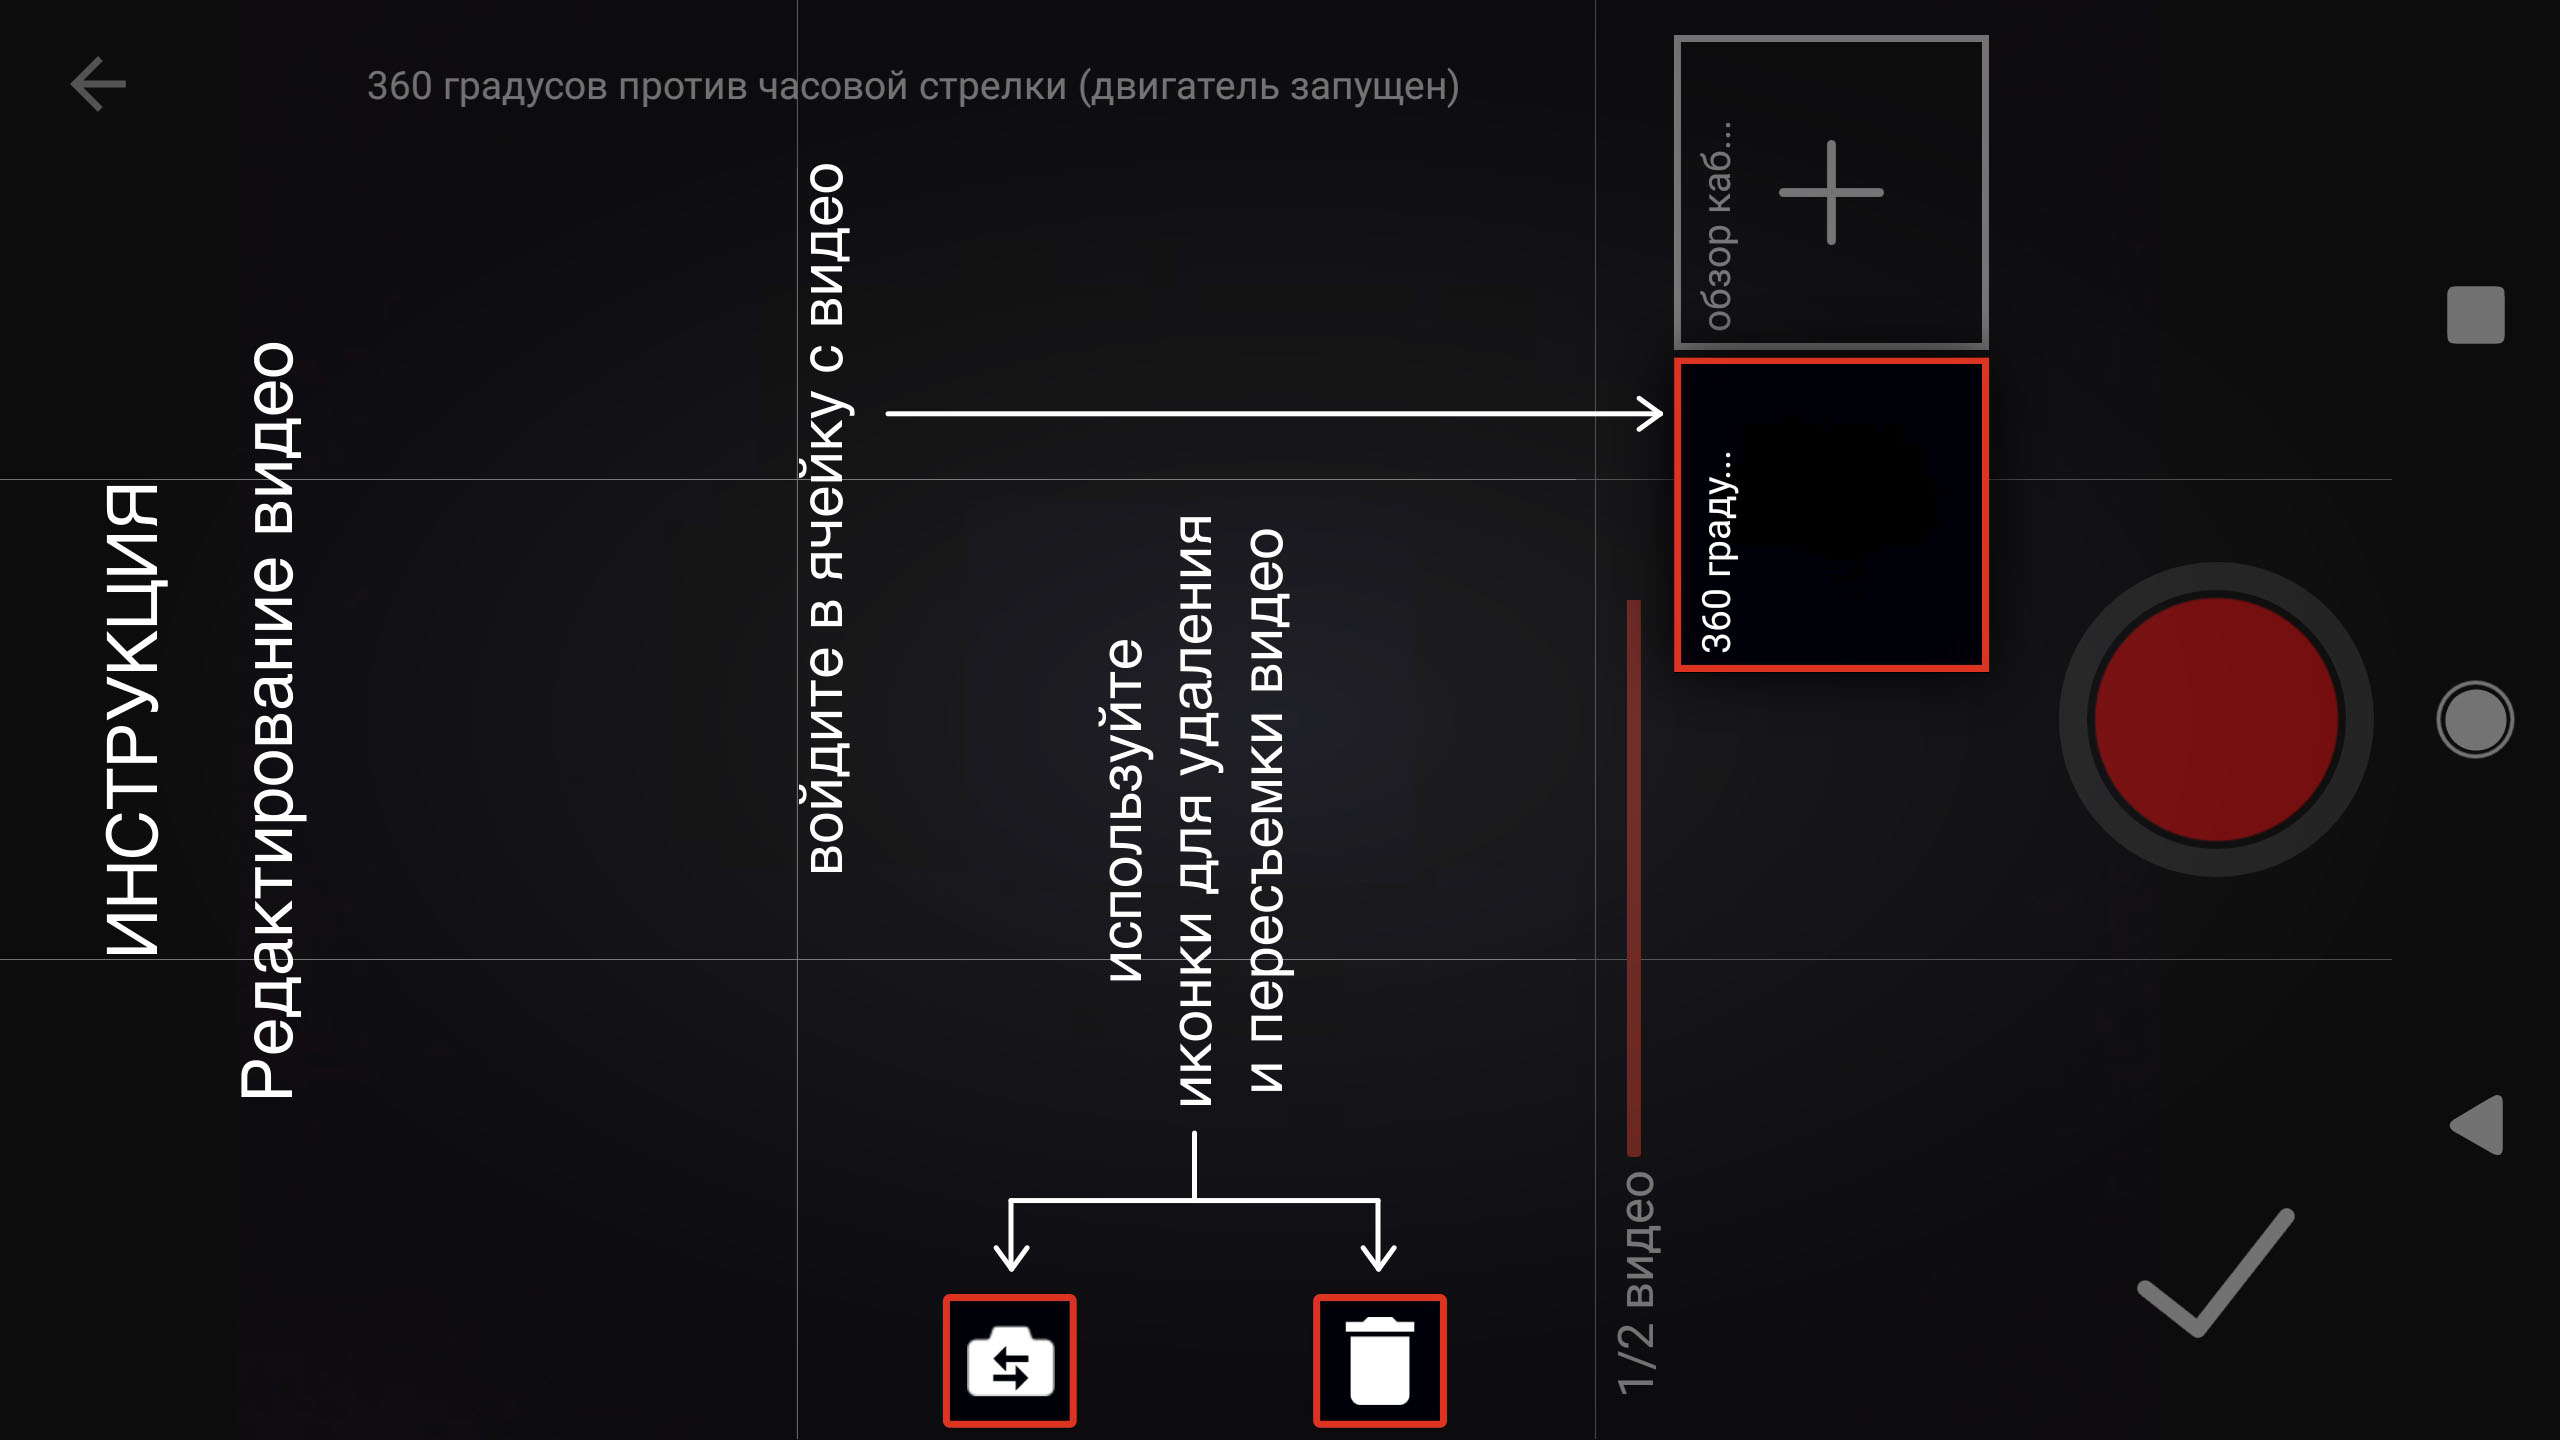 360 градусов против часовой стрелки (двигатель запущен)
ИНСТРУКЦИЯ
Редактирование видео
войдите в ячейку с видео
используйте
иконки для удаления
и пересъемки видео
1/2 видео
360 граду...
обзор каб...